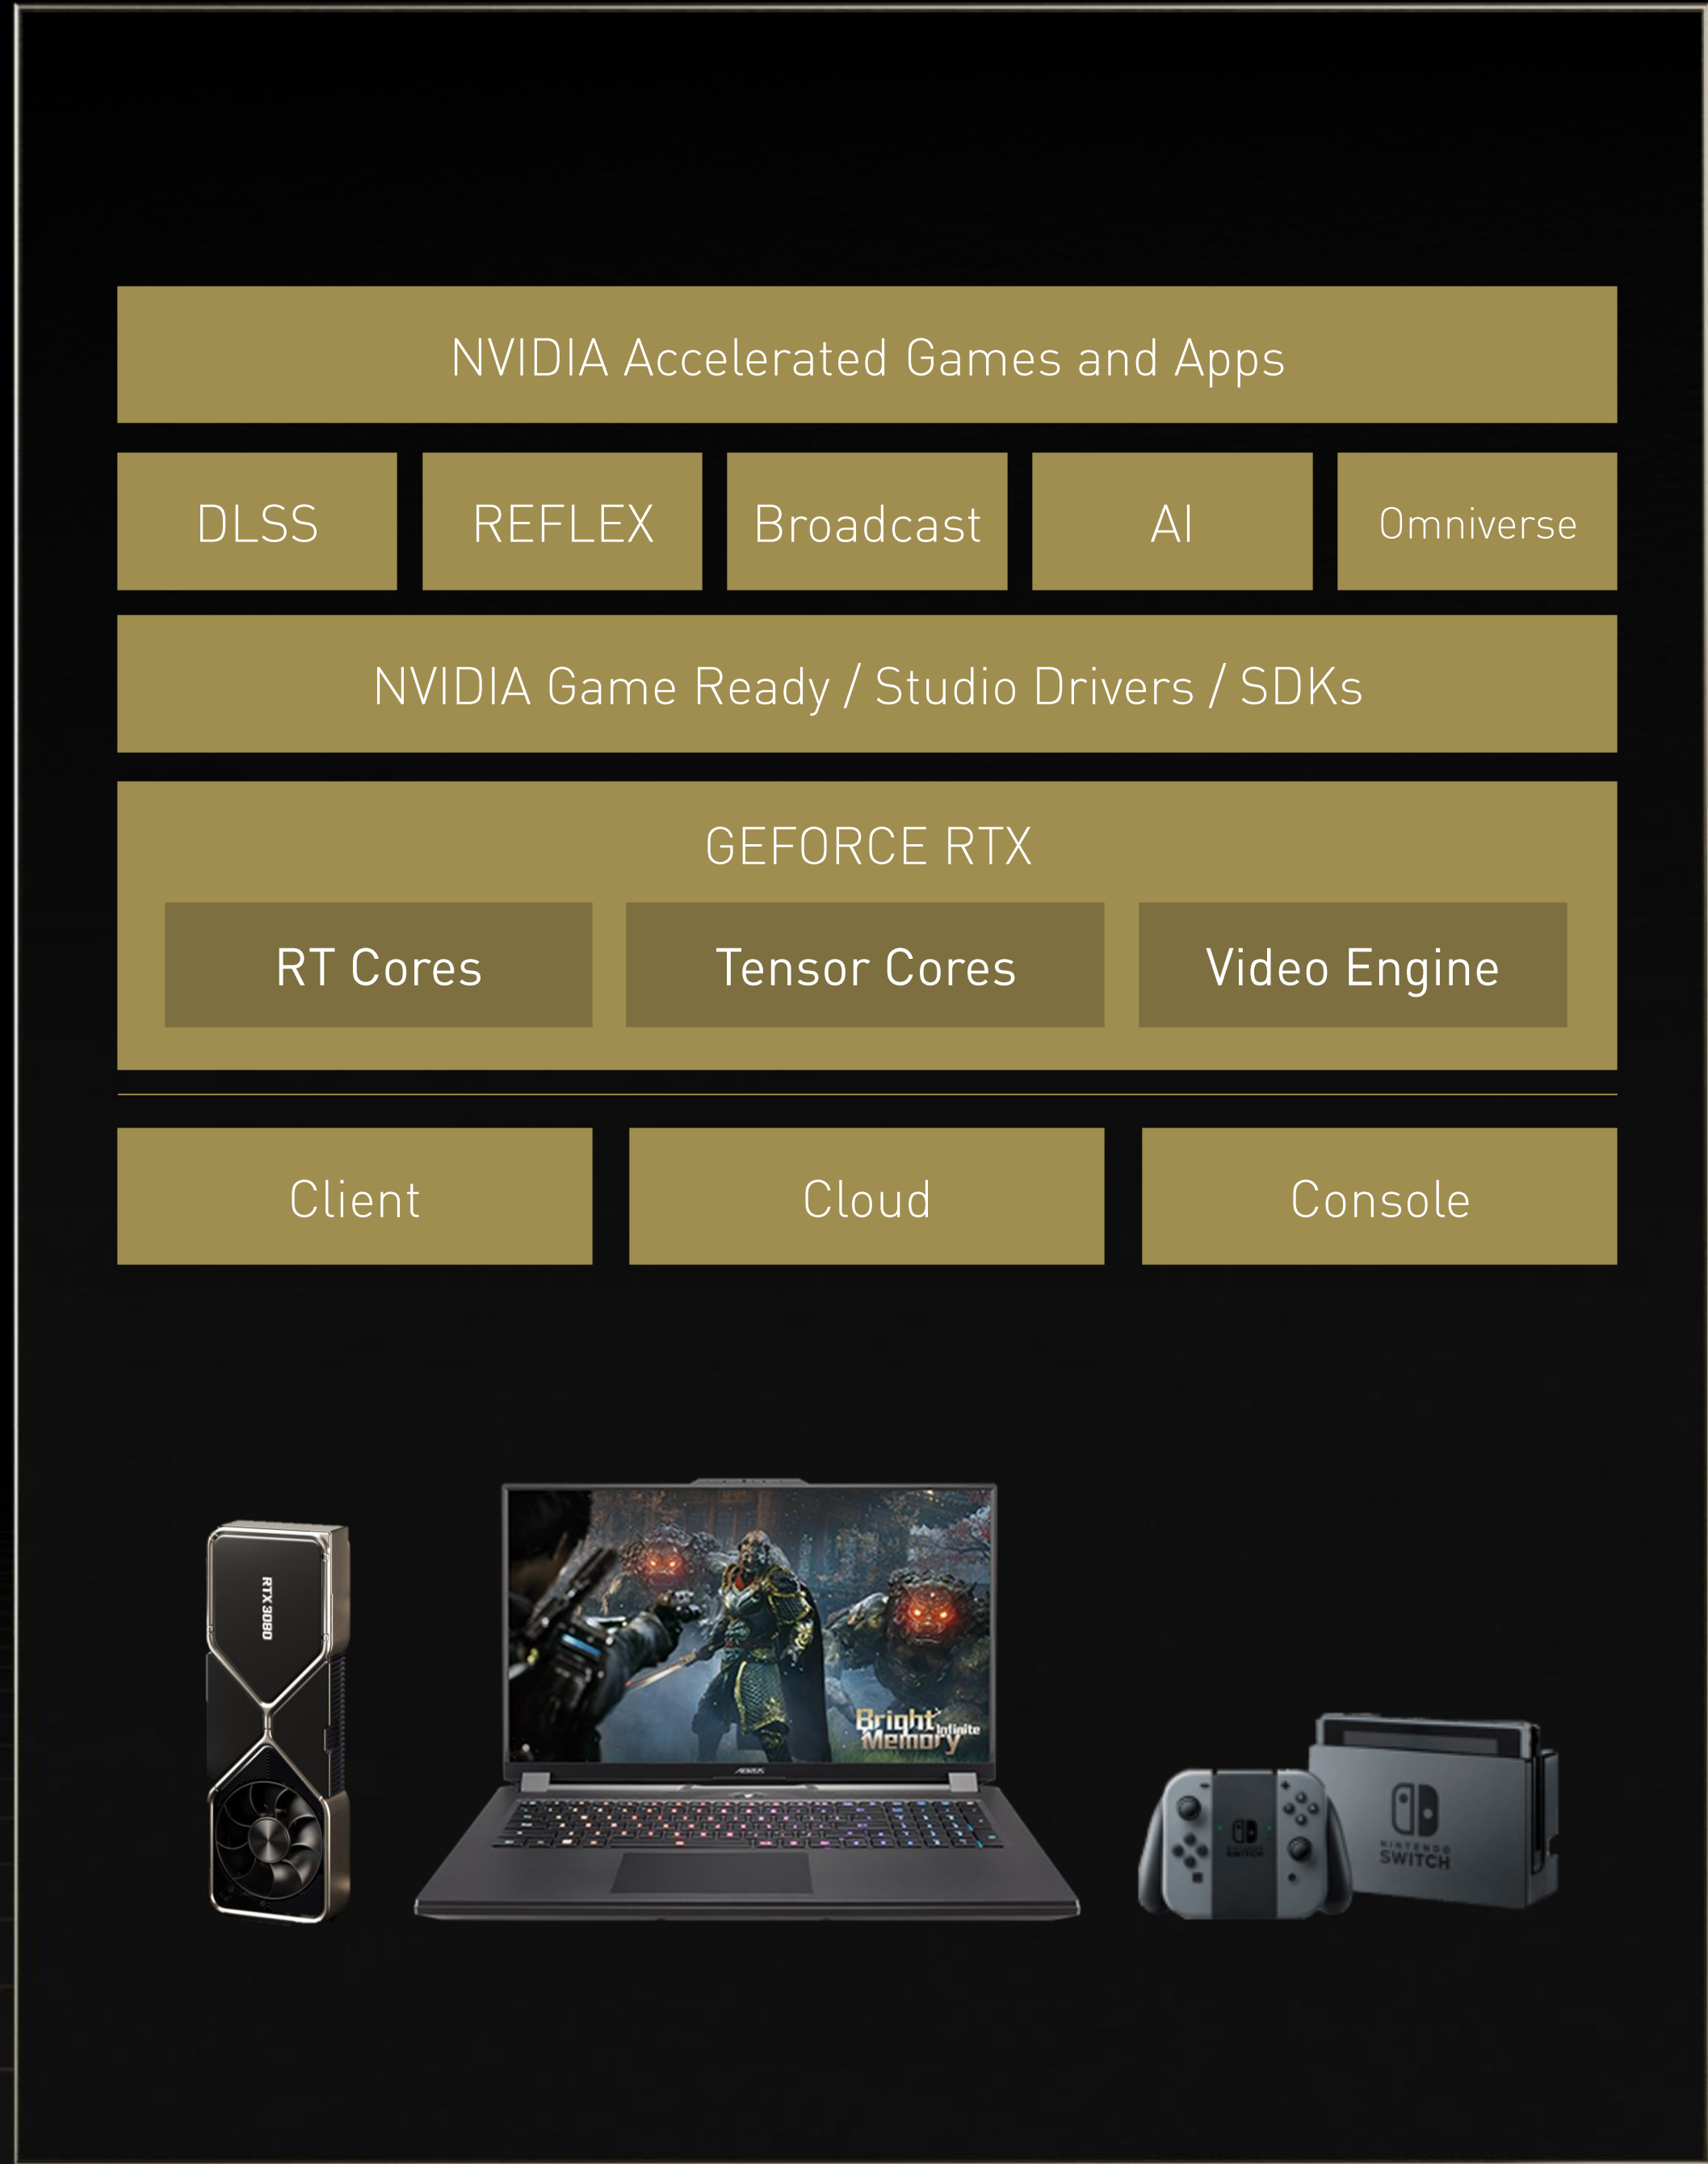 NVIDIA Accelerated Games and Apps
DLSS
REFLEX
Broadcast
AI
Omniverse
NVIDIA Game Ready / Studio Drivers / SDKs
GEFORCE RTX
RT Cores
Tensor Cores
Video Engine
Client
Cloud
Console
RTX 3080
Bright
Memory
Infinite
AORUS
NINTENDO
SWITCH